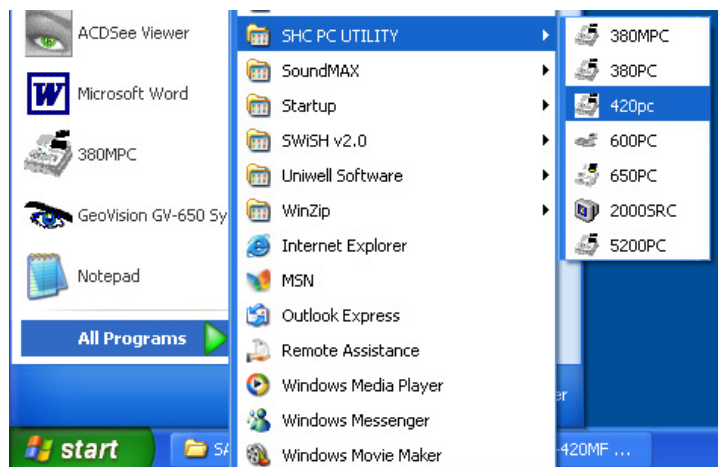 ACDSee Viewer
Microsoft Word
380MPC
GeoVision GV-650 Sy
Notepad
All Programs
SHC PC UTILITY
SoundMAX
Startup
SWiSH v2.0
Uniwell Software
WinZip
Internet Explorer
MSN
Outlook Express
Remote Assistance
Windows Media Player
Windows Messenger
Windows Movie Maker
380MPC
380PC
420pc
600PC
650PC
2000SRC
5200PC
er
start
SA
-420MF ...